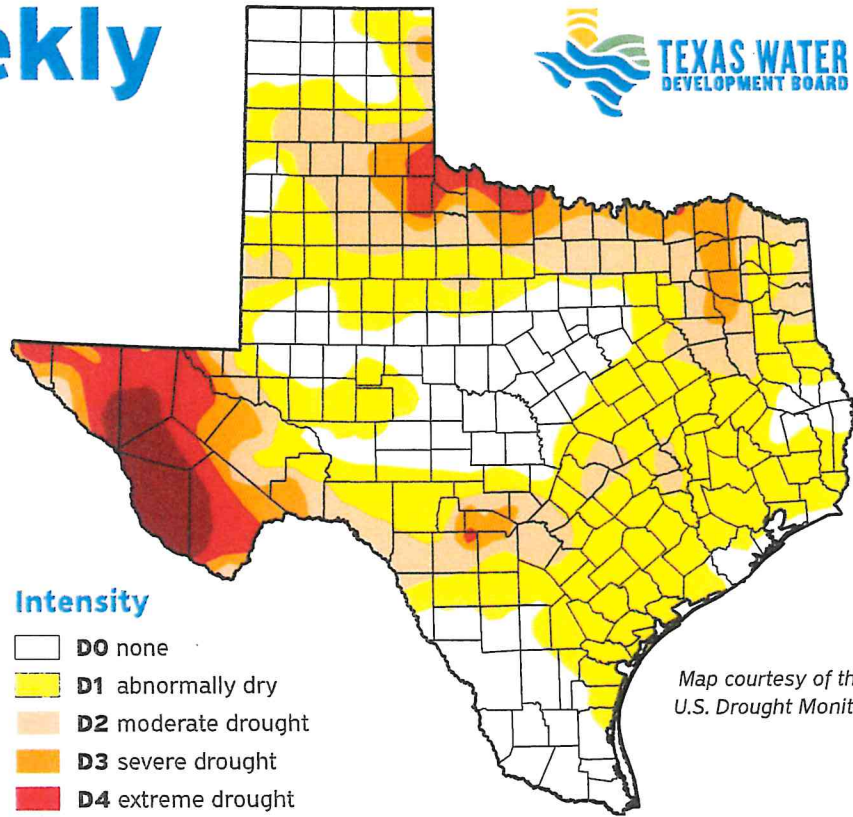 ekly
TEXAS WATER
DEVELOPMENT BOARD
Intensity
D0 none
D1 abnormally dry
D2 moderate drought
D3 severe drought
D4 extreme drought
Map courtesy of th
U.S. Drought Monit